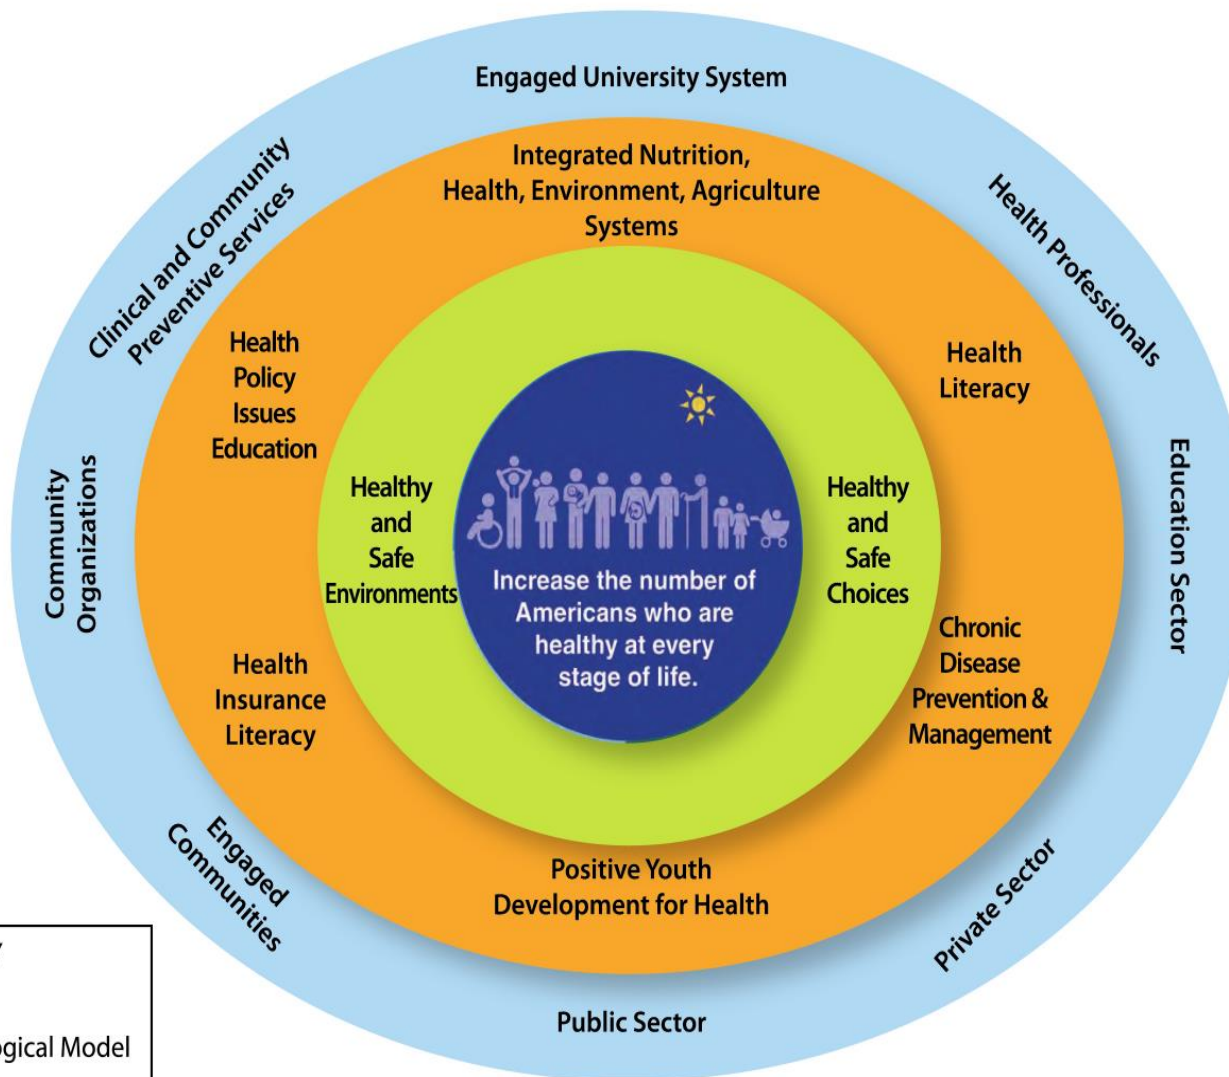 Engaged University System
Clinical and Community
Preventive Services
Health Professionals
Integrated Nutrition,
Health, Environment, Agriculture
Systems
Health
Policy
Issues
Education
Health
Literacy
Community
Organizations
Education Sector
Healthy
and
Safe
Environments
Healthy
and
Safe
Choices
Increase the number of
Americans who are
healthy at every
stage of life.
Health
Insurance
Literacy
Chronic
Disease
Prevention &
Management
Engaged
Communities
Positive Youth
Development for Health
Private Sector
Public Sector
Model